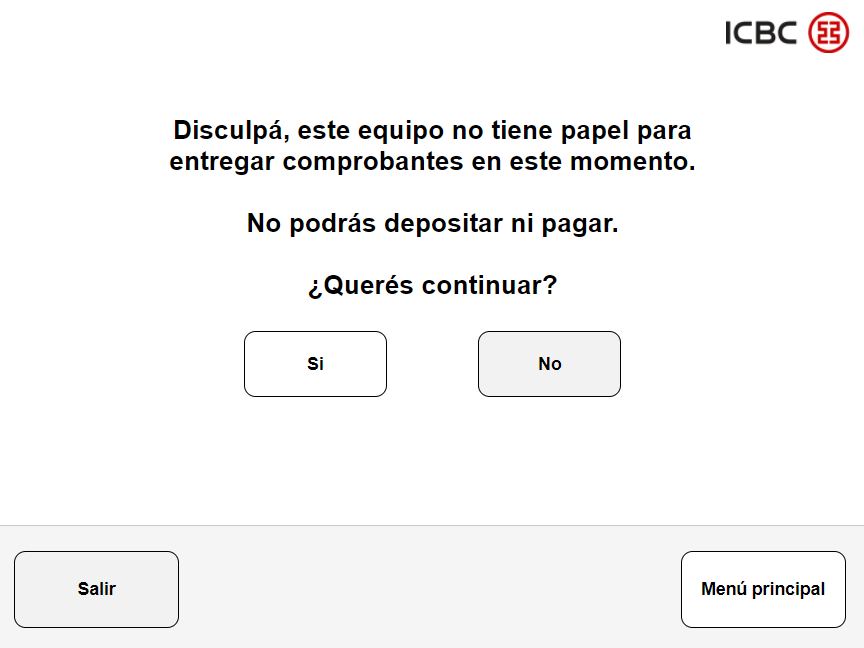 ICBC
Disculpá, este equipo no tiene papel para
entregar comprobantes en este momento.
No podrás depositar ni pagar.
¿Querés continuar?
Si
No
Salir
Menú principal